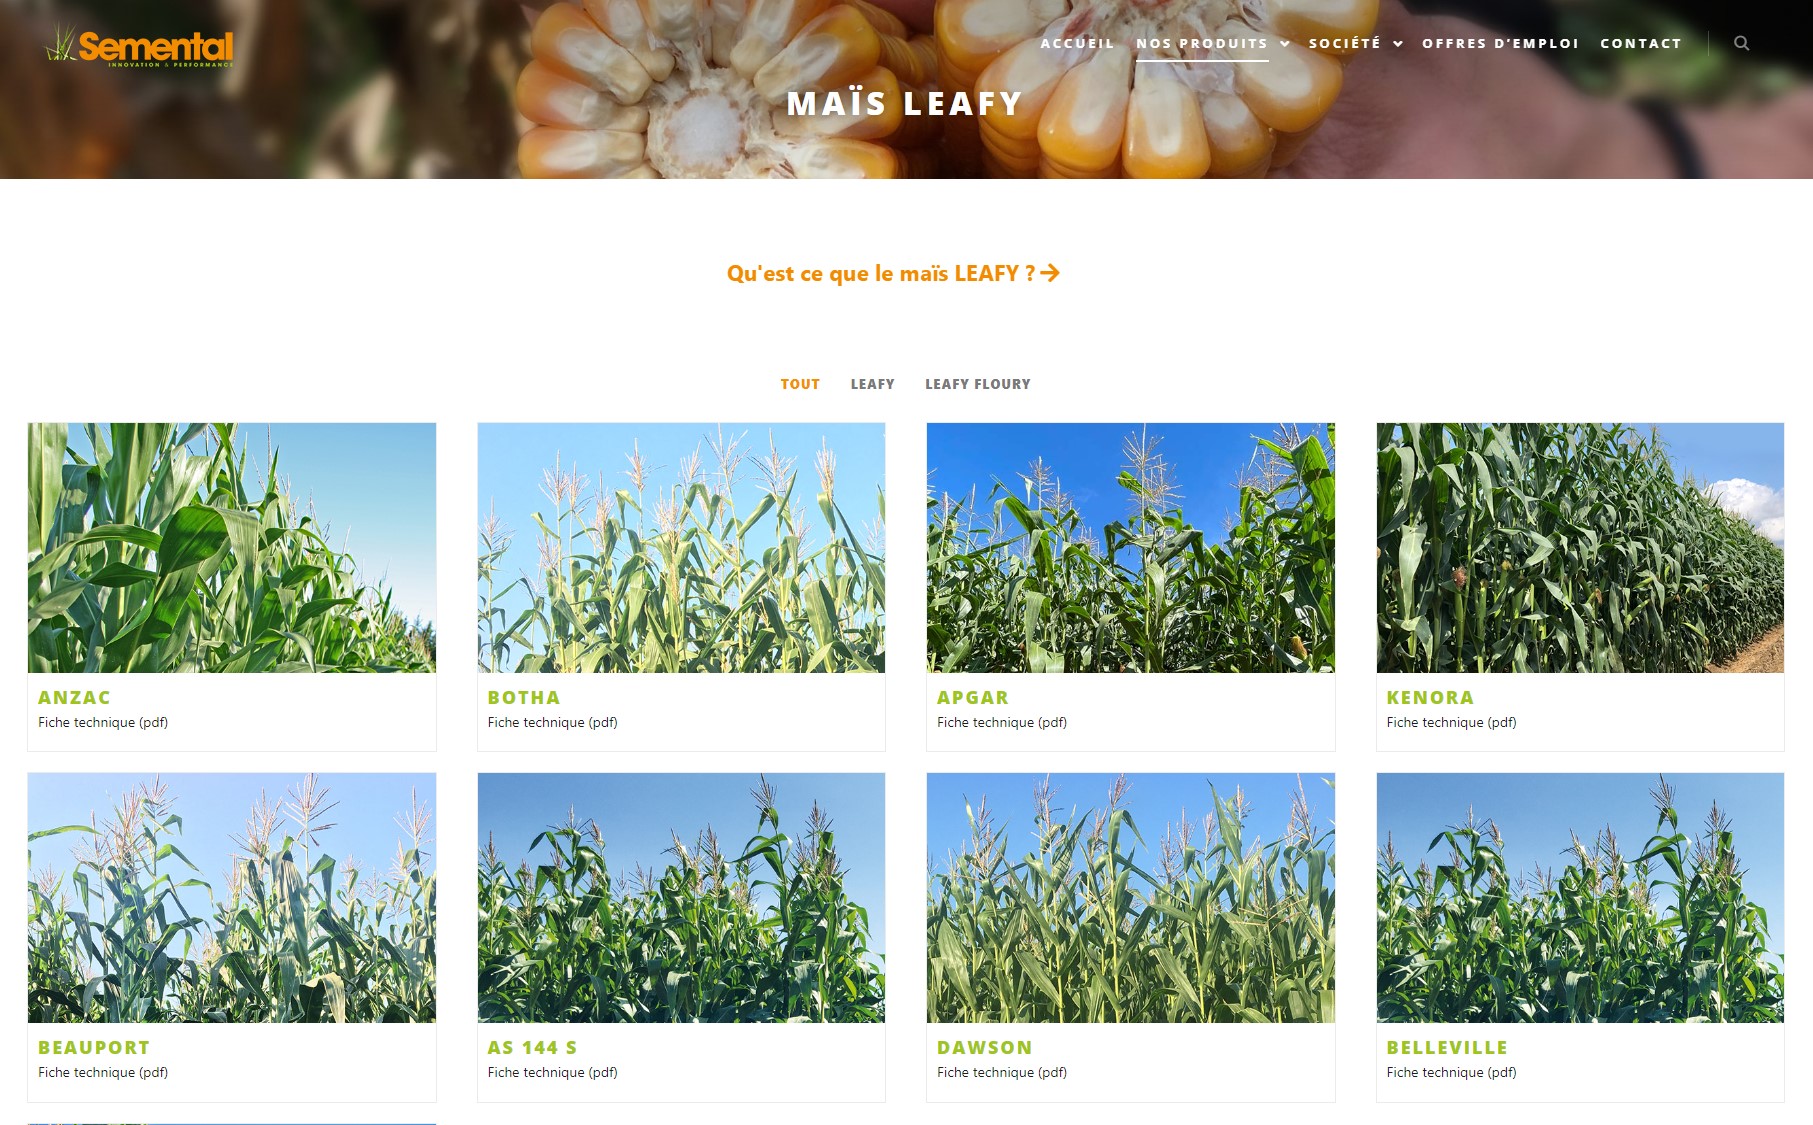 Semental
INNOVATION & PERFORMANCE
ACCUEIL NOS PRODUITS SOCIÉTÉ OFFRES D'EMPLOI CONTACT
MAÏS LEAFY
Qu'est ce que le maïs LEAFY ?
TOUT LEAFY LEAFY FLOURY
ANZAC
Fiche technique (pdf)
BOTHA
Fiche technique (pdf)
APGAR
Fiche technique (pdf)
KENORA
Fiche technique (pdf)
BEAUPORT
Fiche technique (pdf)
AS 144 S
Fiche technique (pdf)
DAWSON
Fiche technique (pdf)
BELLEVILLE
Fiche technique (pdf)